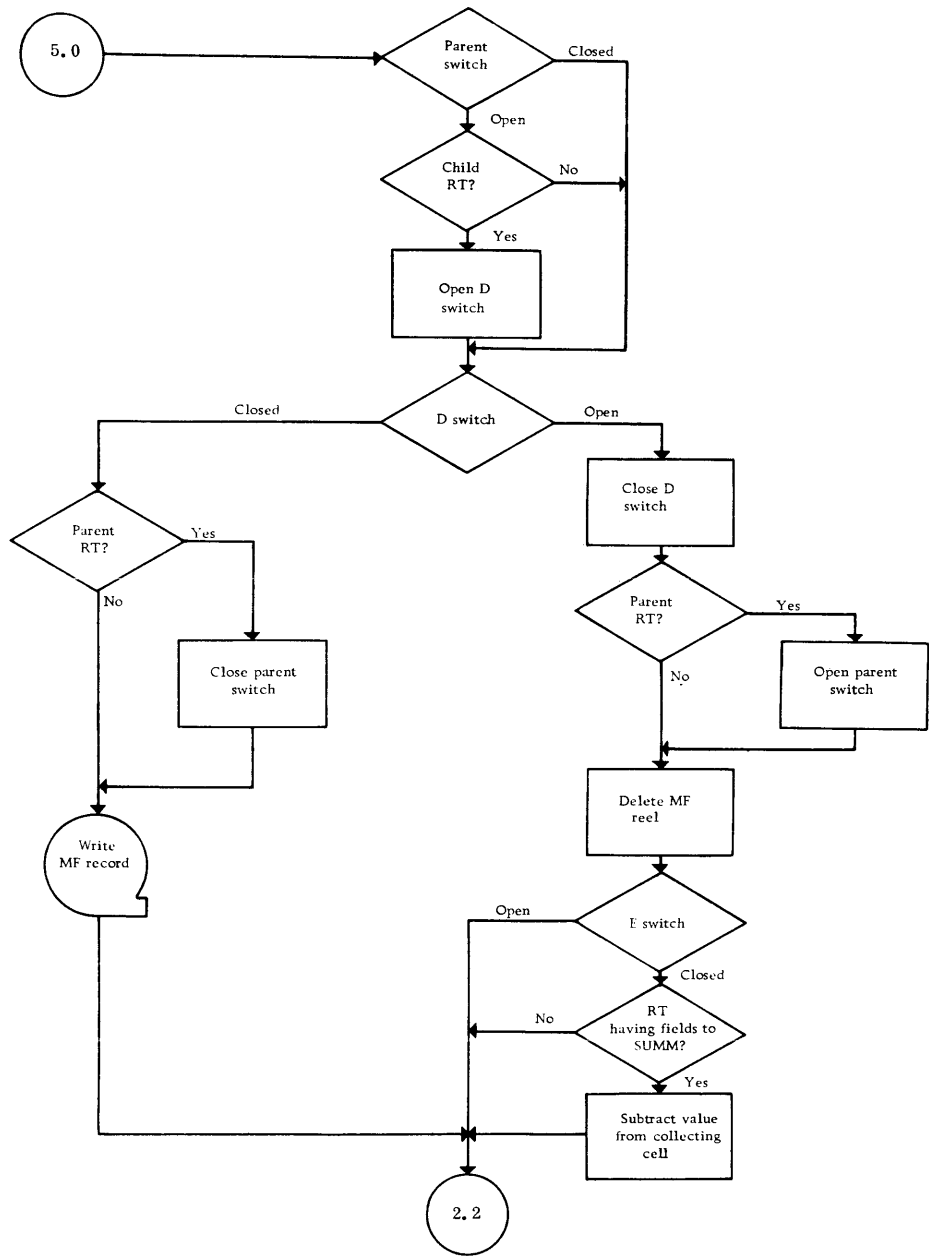 5.0
Parent
switch
Closed
Open
Child
RT?
No
Yes
Open D
switch
Closed
D switch
Open
Close D
switch
Parent
RT?
Yes
No
Parent
RT?
Yes
No
Close parent
switch
Open parent
switch
Delete MF
reel
Write
MF record
Open
E switch
Closed
No
RT
having fields to
SUMM?
Yes
Subtract value
from collecting
cell
2.2